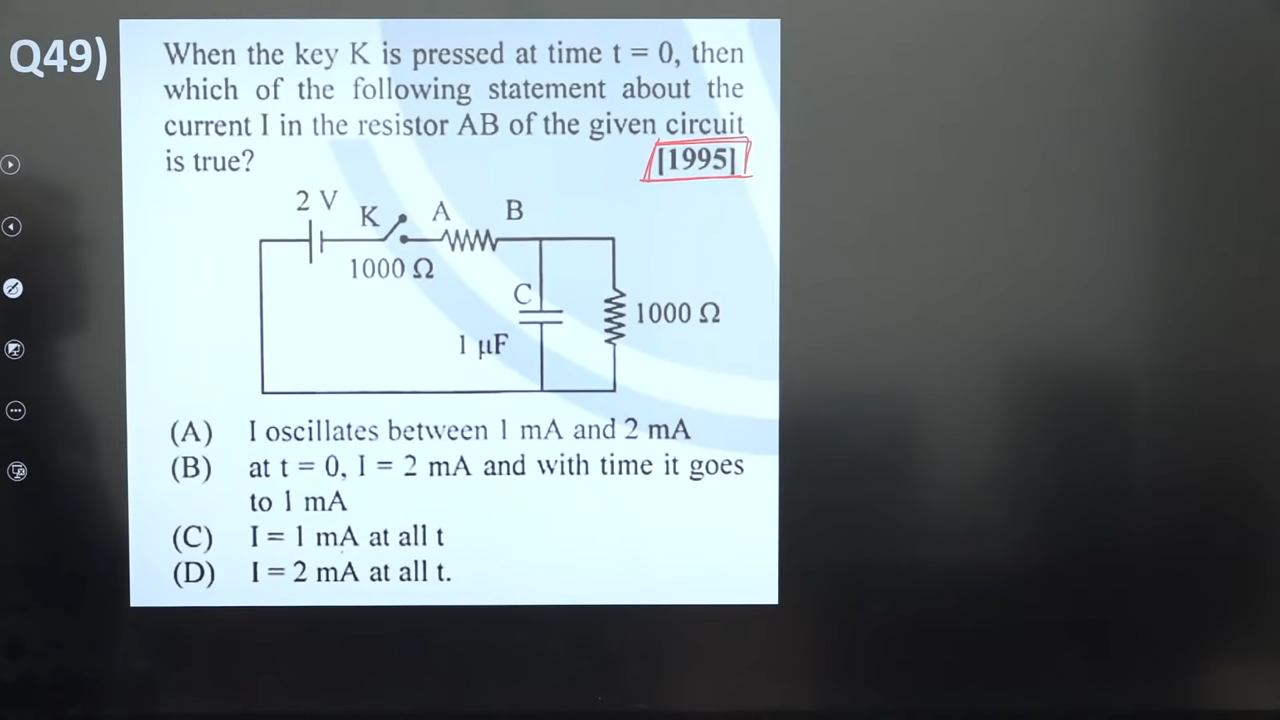 Q49)
When the key K is pressed at time t = 0, then
which of the following statement about the
current I in the resistor AB of the given circuit
is true? [1995]
2 V
K A B
1000 Ω
C
1000 Ω
1 μF
(A) I oscillates between 1 mA and 2 mA
(B) at t = 0, I = 2 mA and with time it goes
to 1 mA
(C) I = 1 mA at all t
(D) I = 2 mA at all t.